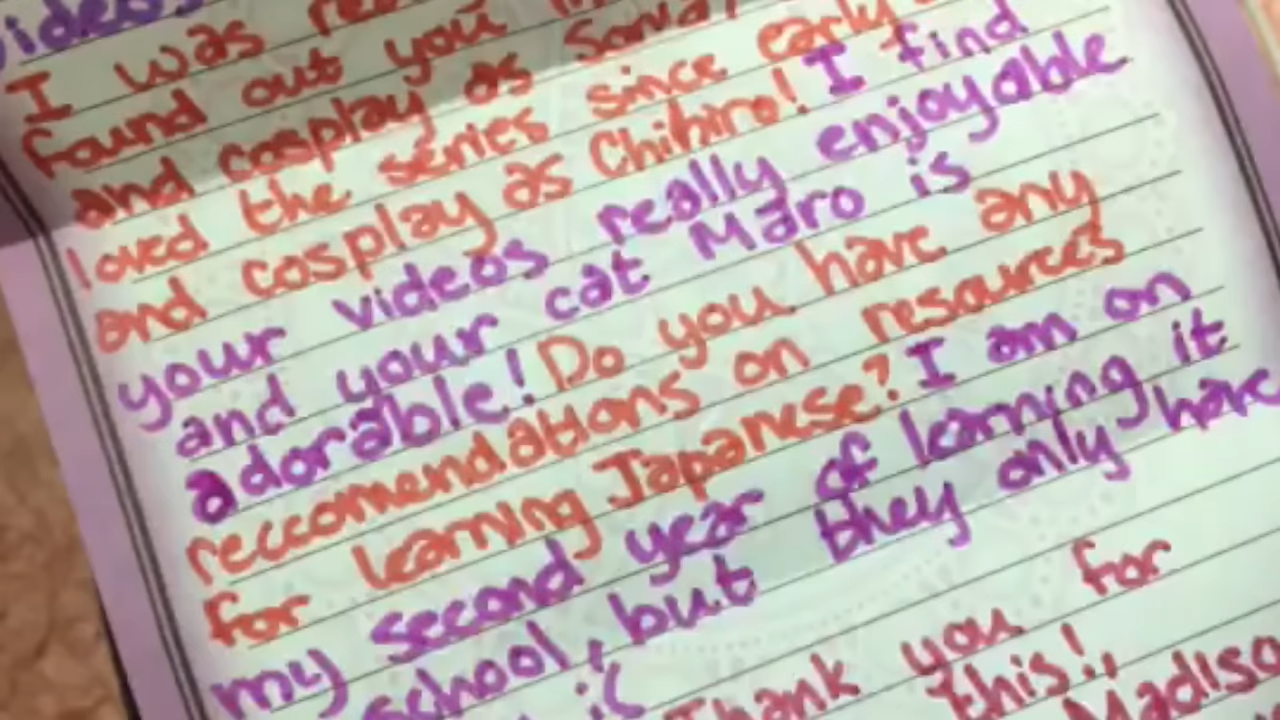 videos
I was
found out you
and cosplay as Sonar
loved the series since early
and cosplay as Chihiro! I find
your videos really enjoyable
and your cat Maro is
adorable! Do you have any
reccomendations on resources
for learning Japanese? I am on
my second year of learning it
school, but they only have
Thank you for
this!,
Madiso